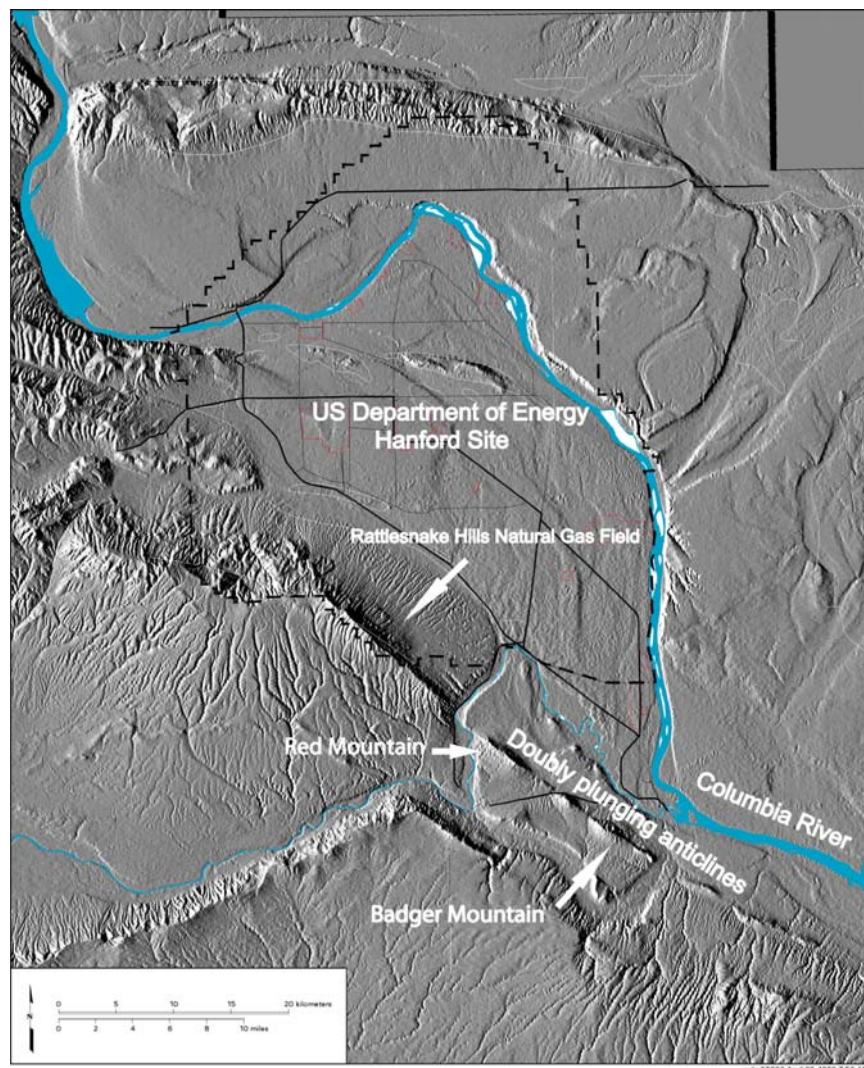 US Department of Energy
Hanford Site
Rattlesnake Hills Natural Gas Field
Red Mountain
Doubly plunging anticlines
Columbia River
Badger Mountain
N
0 5 10 15 20 kilometers
0 2 4 6 8 10 miles